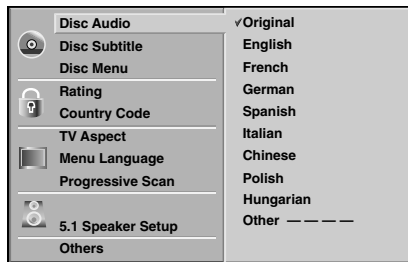 Disc Audio
Disc Subtitle
Disc Menu
Rating
Country Code
TV Aspect
Menu Language
Progressive Scan
5.1 Speaker Setup
Others
✓Original
English
French
German
Spanish
Italian
Chinese
Polish
Hungarian
Other — — — —